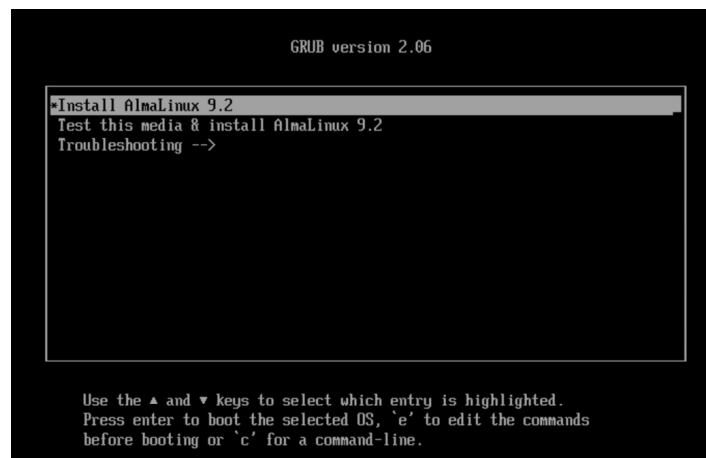 GRUB version 2.06
*Install AlmaLinux 9.2
Test this media & install AlmaLinux 9.2
Troubleshooting -->
Use the ▲ and ▼ keys to select which entry is highlighted.
Press enter to boot the selected OS, `e' to edit the commands
before booting or `c' for a command-line.